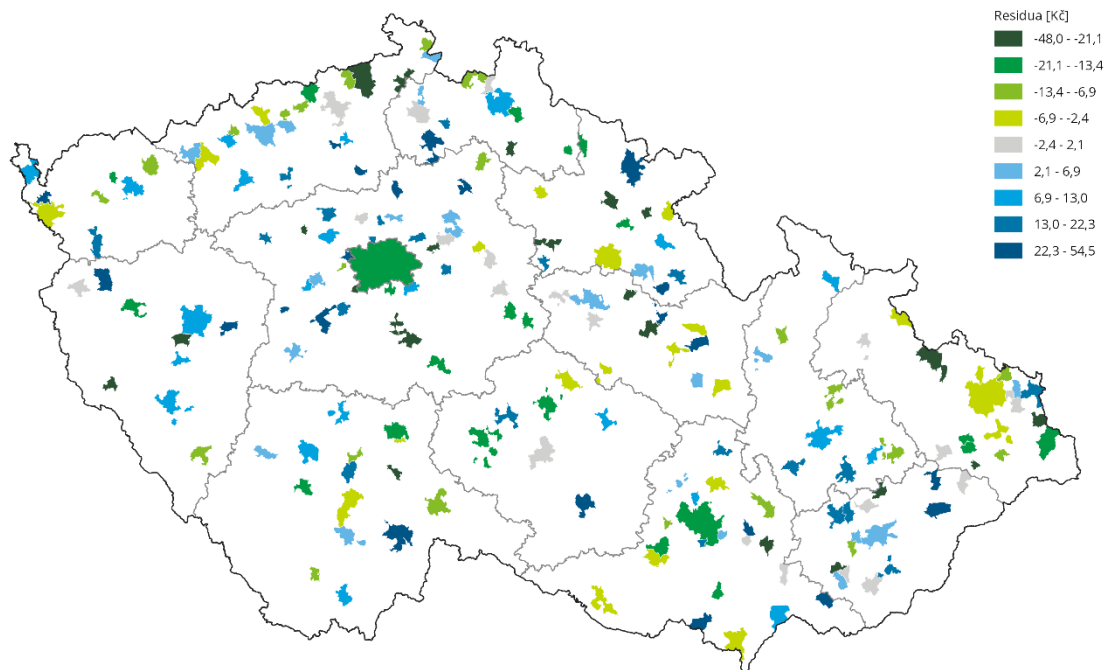 Residua [Kč]
-48,0 - -21,1
-21,1 - -13,4
-13,4 - -6,9
-6,9 - -2,4
-2,4 - 2,1
2,1 - 6,9
6,9 - 13,0
13,0 - 22,3
22,3 - 54,5